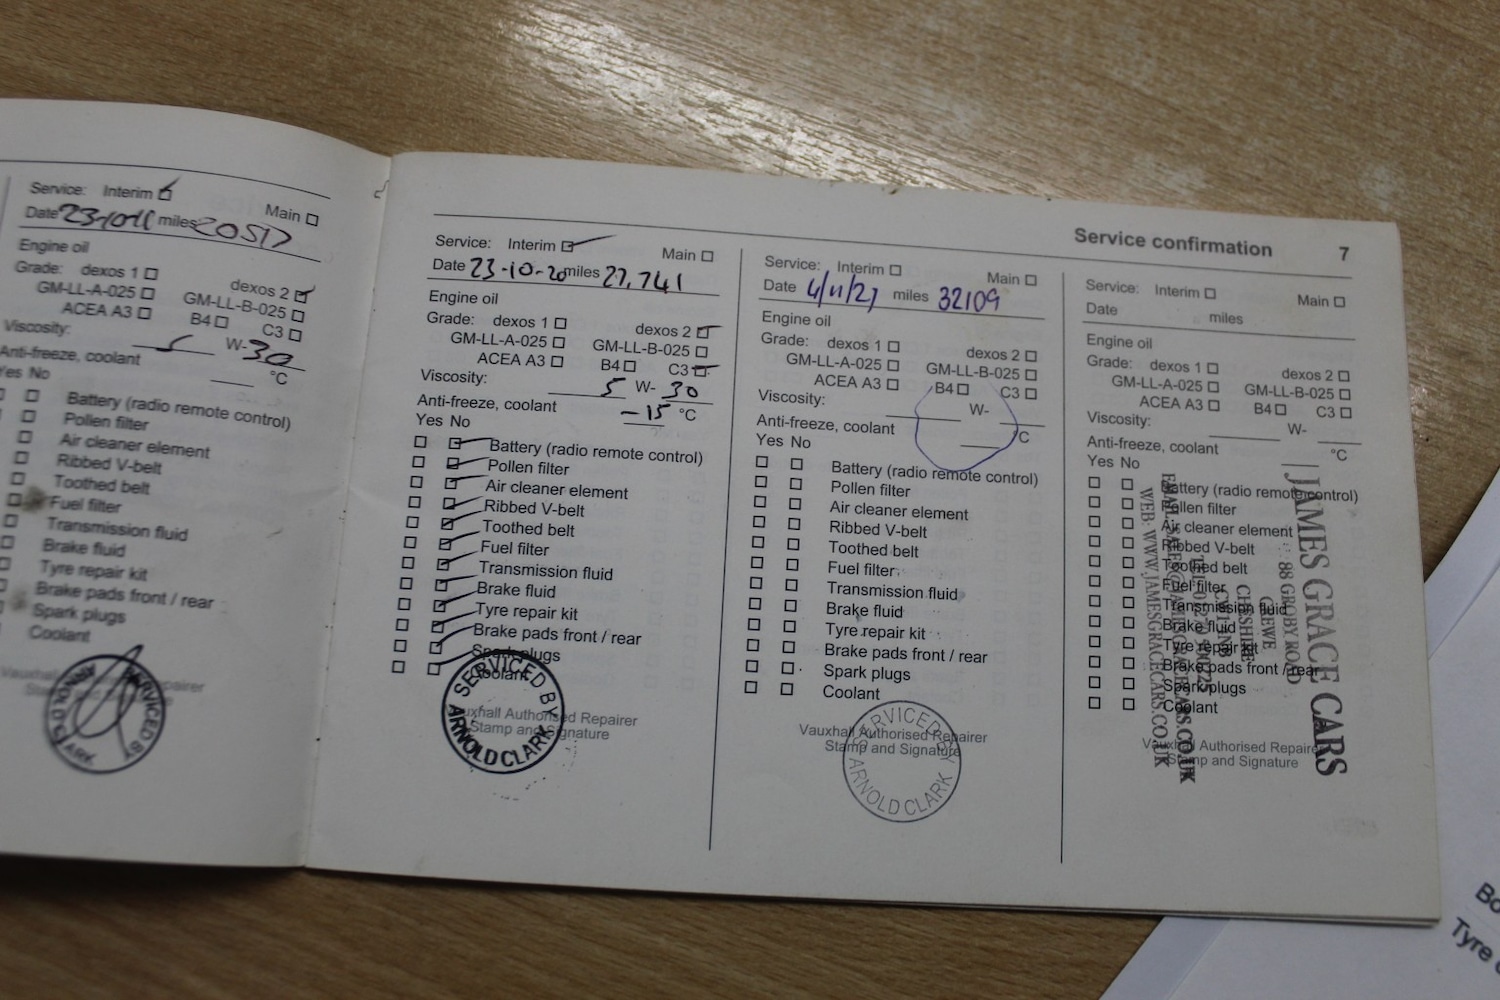 Service: Interim Main
Date 23-10 miles 20517
Engine oil
Grade: dexos 1 dexos 2
GM-LL-A-025 GM-LL-B-025
ACEA A3 B4 C3
Viscosity: 5 W-30
Anti-freeze, coolant °C
Yes No
Battery (radio remote control)
Pollen filter
Air cleaner element
Ribbed V-belt
Toothed belt
Fuel filter
Transmission fluid
Brake fluid
Tyre repair kit
Brake pads front / rear
Spark plugs
Coolant
Vauxhall Authorised Repairer
SERVICED BY ARNOLD CLARK
Service confirmation 7
Service: Interim Main
Date 23-10-20 miles 27,741
Engine oil
Grade: dexos 1 dexos 2
GM-LL-A-025 GM-LL-B-025
ACEA A3 B4 C3
Viscosity: 5 W- 30
Anti-freeze, coolant -15 °C
Yes No
Battery (radio remote control)
Pollen filter
Air cleaner element
Ribbed V-belt
Toothed belt
Fuel filter
Transmission fluid
Brake fluid
Tyre repair kit
Brake pads front / rear
Spark plugs
Coolant
Vauxhall Authorised Repairer
Stamp and Signature
SERVICED BY ARNOLD CLARK
Service: Interim Main
Date 4/11/21 miles 32109
Engine oil
Grade: dexos 1 dexos 2
GM-LL-A-025 GM-LL-B-025
ACEA A3 B4 C3
Viscosity: W-
Anti-freeze, coolant °C
Yes No
Battery (radio remote control)
Pollen filter
Air cleaner element
Ribbed V-belt
Toothed belt
Fuel filter
Transmission fluid
Brake fluid
Tyre repair kit
Brake pads front / rear
Spark plugs
Coolant
Vauxhall Authorised Repairer
Stamp and Signature
SERVICED BY ARNOLD CLARK
Service: Interim Main
Date miles
Engine oil
Grade: dexos 1 dexos 2
GM-LL-A-025 GM-LL-B-025
ACEA A3 B4 C3
Viscosity: W-
Anti-freeze, coolant °C
Yes No
Battery (radio remote control)
Pollen filter
Air cleaner element
Ribbed V-belt
Toothed belt
Fuel filter
Transmission fluid
Brake fluid
Tyre repair kit
Brake pads front / rear
Spark plugs
Coolant
Vauxhall Authorised Repairer
Stamp and Signature
JAMES GRACE CARS
88 GROBY ROAD
CREWE
CHESHIRE
WEB: WWW.JAMESGRACECARS.CO.UK
Tyre